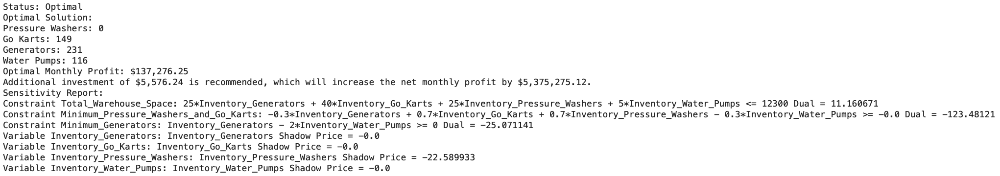 Status: Optimal
Optimal Solution:
Pressure Washers: 0
Go Karts: 149
Generators: 231
Water Pumps: 116
Optimal Monthly Profit: $137,276.25
Additional investment of $5,576.24 is recommended, which will increase the net monthly profit by $5,375,275.12.
Sensitivity Report:
Constraint Total_Warehouse_Space: 25*Inventory_Generators + 40*Inventory_Go_Karts + 25*Inventory_Pressure_Washers + 5*Inventory_Water_Pumps <= 12300 Dual = 11.160671
Constraint Minimum_Pressure_Washers_and_Go_Karts: -0.3*Inventory_Generators + 0.7*Inventory_Go_Karts + 0.7*Inventory_Pressure_Washers - 0.3*Inventory_Water_Pumps >= -0.0 Dual = -123.48121
Constraint Minimum_Generators: Inventory_Generators - 2*Inventory_Water_Pumps >= 0 Dual = -25.071141
Variable Inventory_Generators: Inventory_Generators Shadow Price = -0.0
Variable Inventory_Go_Karts: Inventory_Go_Karts Shadow Price = -0.0
Variable Inventory_Pressure_Washers: Inventory_Pressure_Washers Shadow Price = -22.589933
Variable Inventory_Water_Pumps: Inventory_Water_Pumps Shadow Price = -0.0